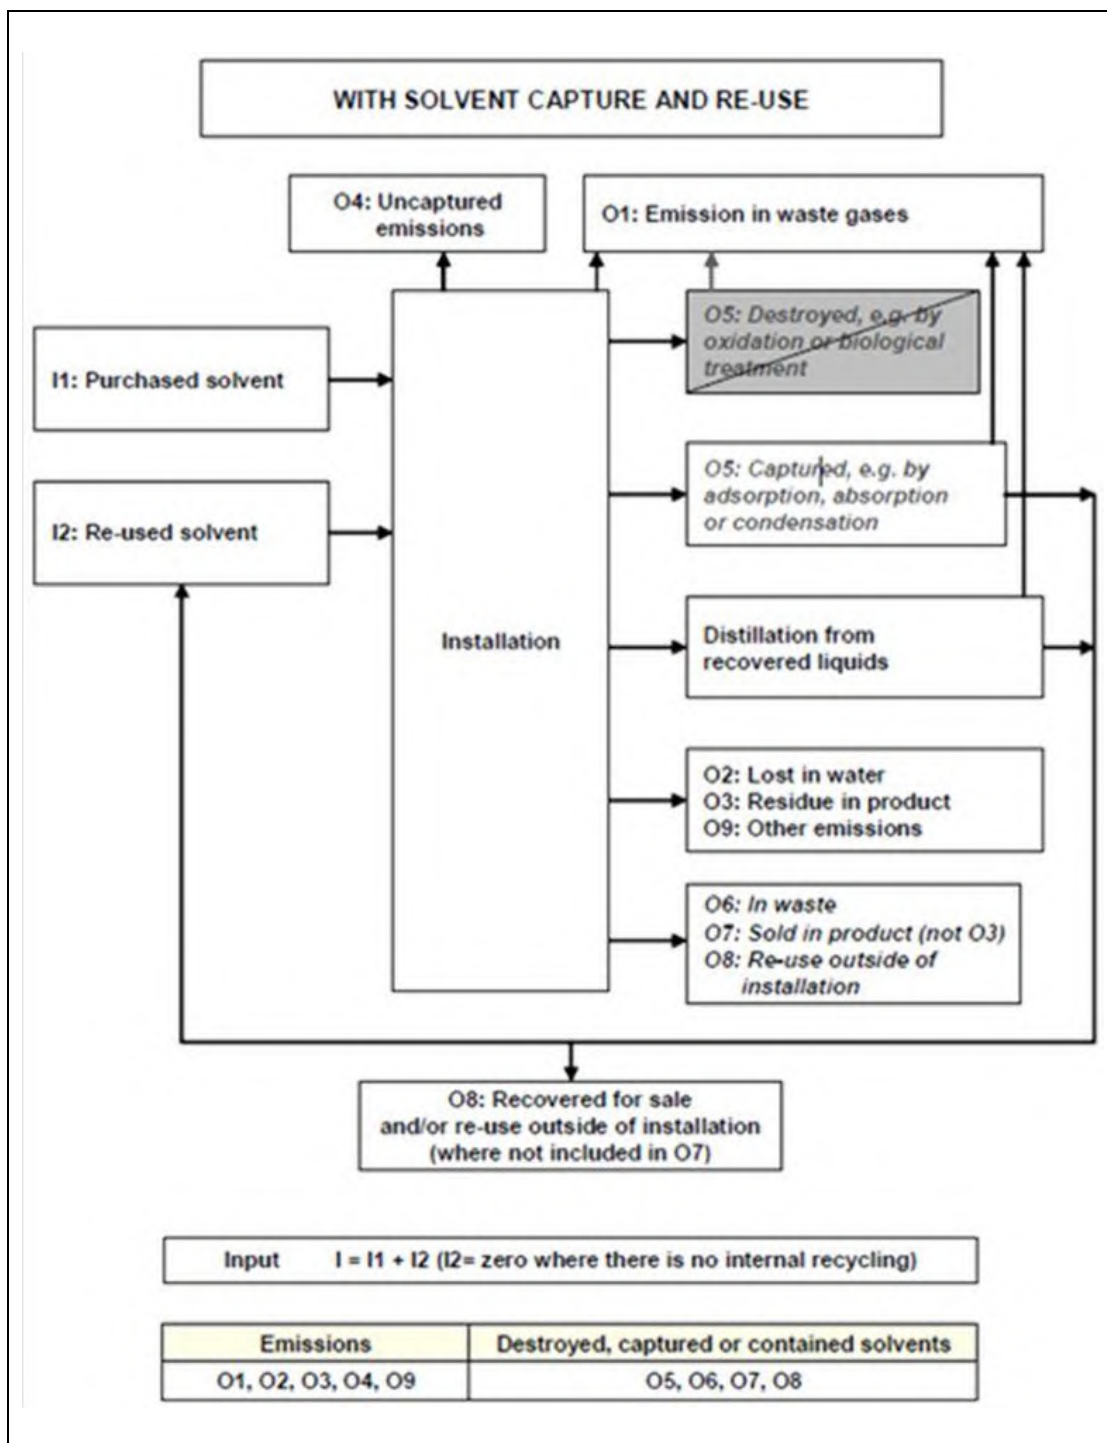 WITH SOLVENT CAPTURE AND RE-USE
O4: Uncaptured
emissions
O1: Emission in waste gases
I1: Purchased solvent
I2: Re-used solvent
Installation
O5: Destroyed, e.g. by
oxidation or biological
treatment
O5: Captured, e.g. by
adsorption, absorption
or condensation
Distillation from
recovered liquids
O2: Lost in water
O3: Residue in product
O9: Other emissions
O6: In waste
O7: Sold in product (not O3)
O8: Re-use outside of
installation
O8: Recovered for sale
and/or re-use outside of installation
(where not included in O7)
Input I = I1 + I2 (I2= zero where there is no internal recycling)
Emissions Destroyed, captured or contained solvents
O1, O2, O3, O4, O9 O5, O6, O7, O8